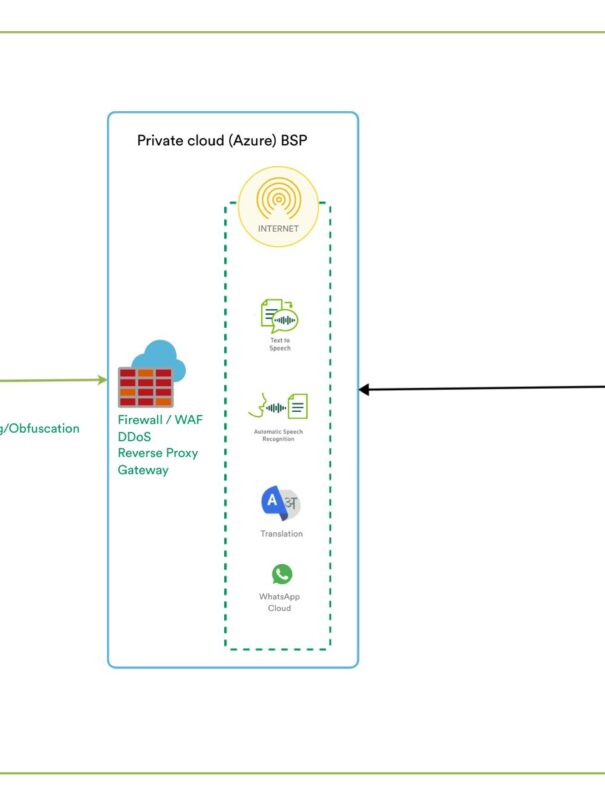 Private cloud (Azure) BSP
INTERNET
Text to
Speech
Automatic Speech
Recognition
g/Obfuscation
Firewall / WAF
DDoS
Reverse Proxy
Gateway
A
अ
Translation
WhatsApp
Cloud